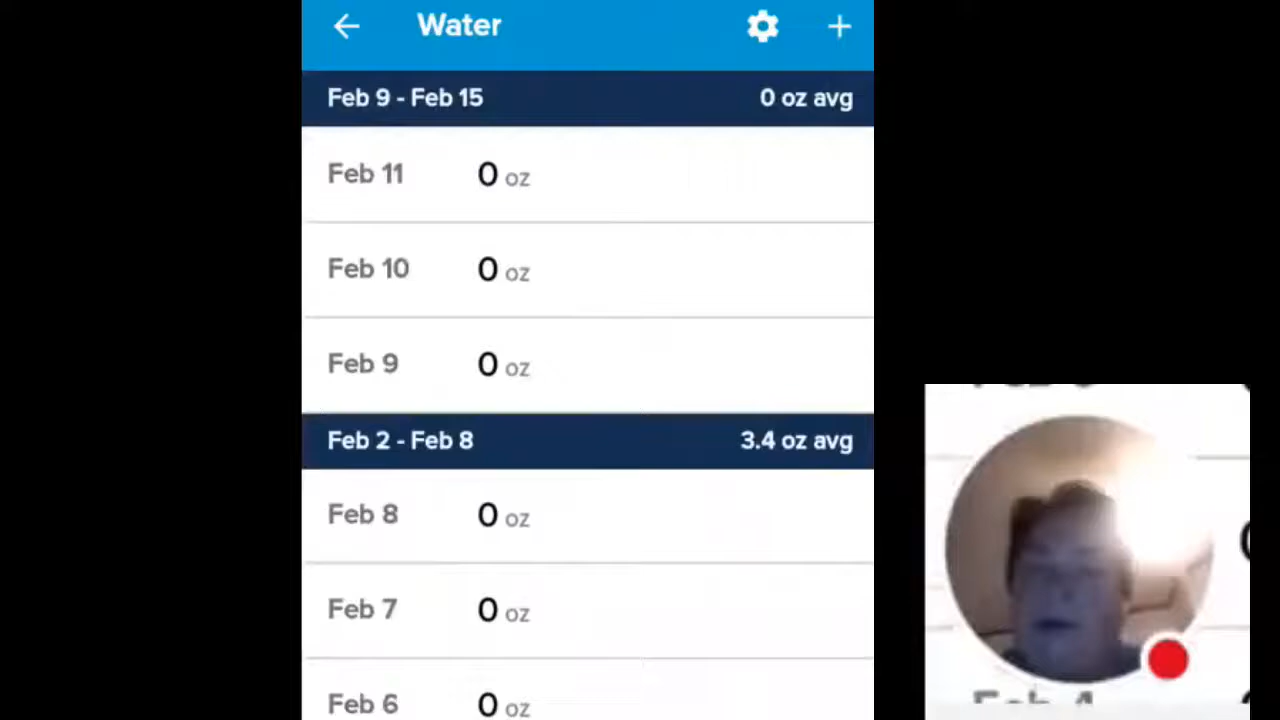 Water
Feb 9 - Feb 15 0 oz avg
Feb 11 0 oz
Feb 10 0 oz
Feb 9 0 oz
Feb 2 - Feb 8 3.4 oz avg
Feb 8 0 oz
Feb 7 0 oz
Feb 6 0 oz